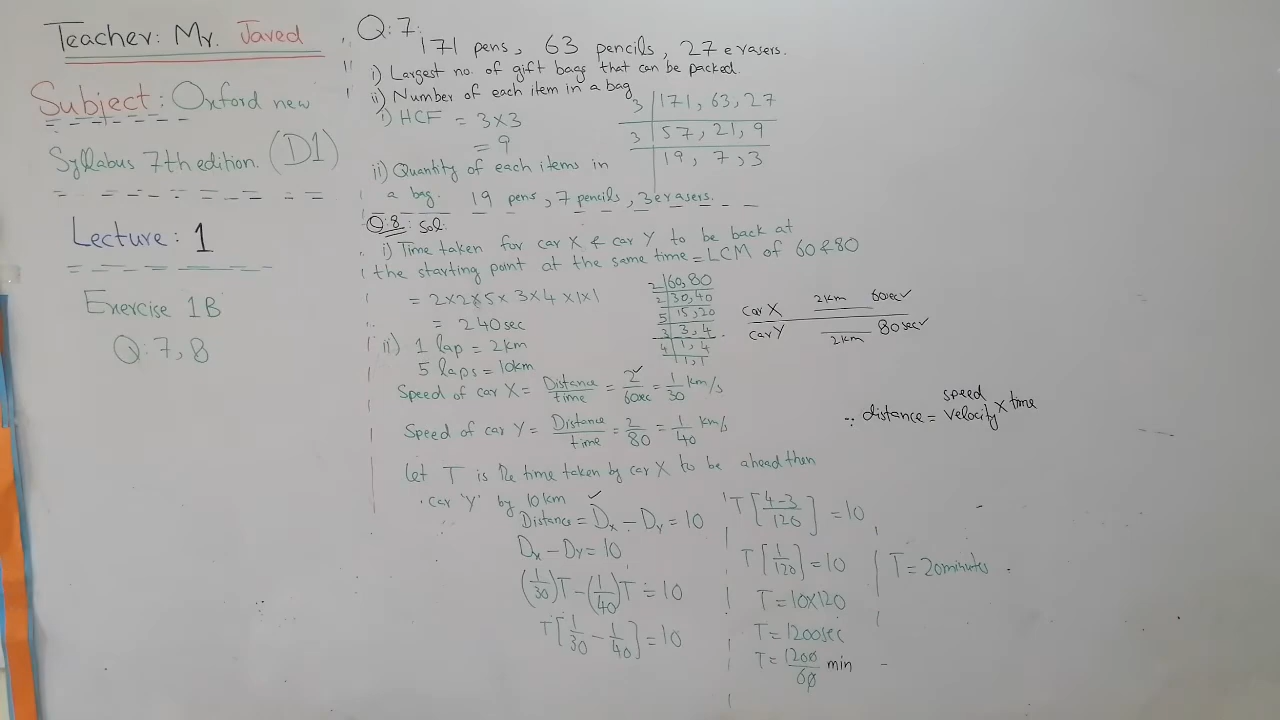 Teacher: Mr. Javed
Subject: Oxford new
Syllabus 7th edition. (D1)
Lecture: 1
Exercise 1B
Q:7,8
Q:7:
171 pens, 63 pencils, 27 erasers.
i) Largest no. of gift bags that can be packed.
ii) Number of each item in a bag
i) HCF = 3×3
= 9
3 | 171, 63, 27
3 | 57, 21, 9
19, 7, 3
ii) Quantity of each items in
a bag. 19 pens, 7 pencils, 3 erasers.
Q:8: sol:
i) Time taken for car X & car Y, to be back at
the starting point at the same time = LCM of 60 & 80
= 2×2×5×3×4×1×1
= 240sec
2 | 60, 80
2 | 30, 40
5 | 15, 20
3 | 3, 4
4 | 1, 4
1, 1
car X 2km 60sec✓
car Y 2km 80sec✓
ii) 1 lap = 2km
5 laps = 10km
Speed of car X = Distance/time = 2/60sec = 1/30 km/s
Speed of car Y = Distance/time = 2/80 = 1/40 km/s
∵ distance = velocity × time
speed
Let T is the time taken by car X to be ahead then
car 'Y' by 10km
Distance = Dx − DY = 10
Dx − DY = 10
(1/30)T − (1/40)T = 10
T[1/30 − 1/40] = 10
T[4-3/120] = 10
T[1/120] = 10
T = 10×120
T = 1200sec
T = 1200/60 min
T = 20minutes.